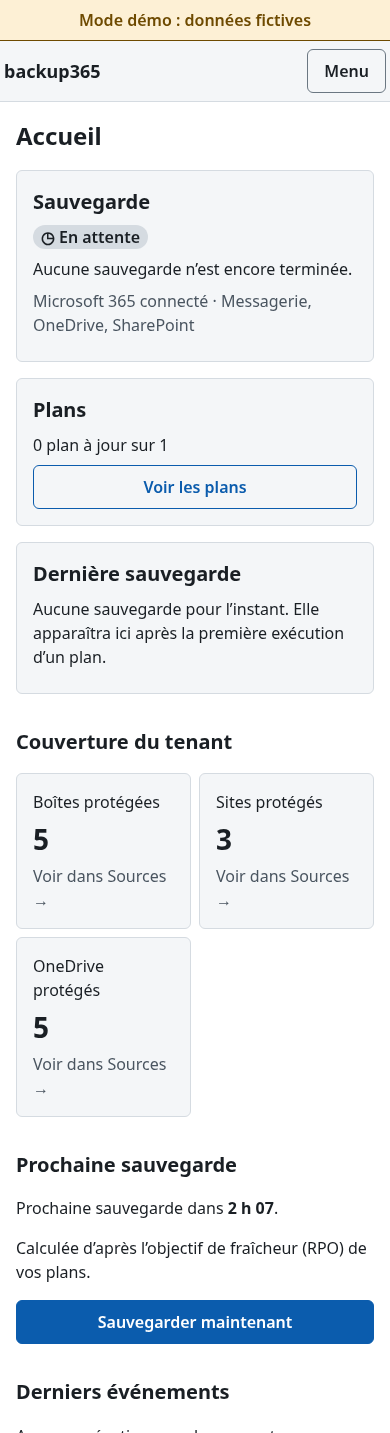 Mode démo : données fictives
backup365
Menu
Accueil
Sauvegarde
En attente
Aucune sauvegarde n’est encore terminée.
Microsoft 365 connecté · Messagerie,
OneDrive, SharePoint
Plans
0 plan à jour sur 1
Voir les plans
Dernière sauvegarde
Aucune sauvegarde pour l’instant. Elle
apparaîtra ici après la première exécution
d’un plan.
Couverture du tenant
Boîtes protégées
5
Voir dans Sources
→
Sites protégés
3
Voir dans Sources
→
OneDrive
protégés
5
Voir dans Sources
→
Prochaine sauvegarde
Prochaine sauvegarde dans 2 h 07.
Calculée d’après l’objectif de fraîcheur (RPO) de
vos plans.
Sauvegarder maintenant
Derniers événements